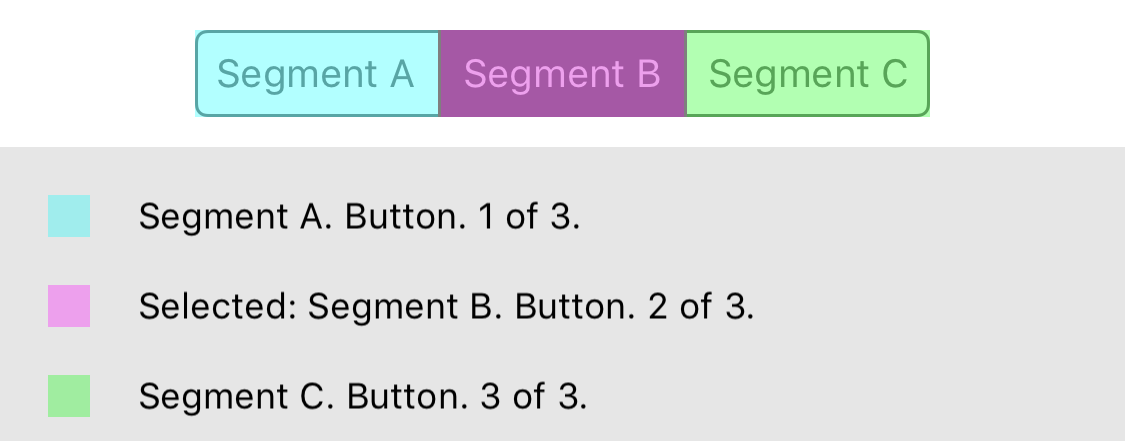 Segment A Segment B Segment C
Segment A. Button. 1 of 3.
Selected: Segment B. Button. 2 of 3.
Segment C. Button. 3 of 3.